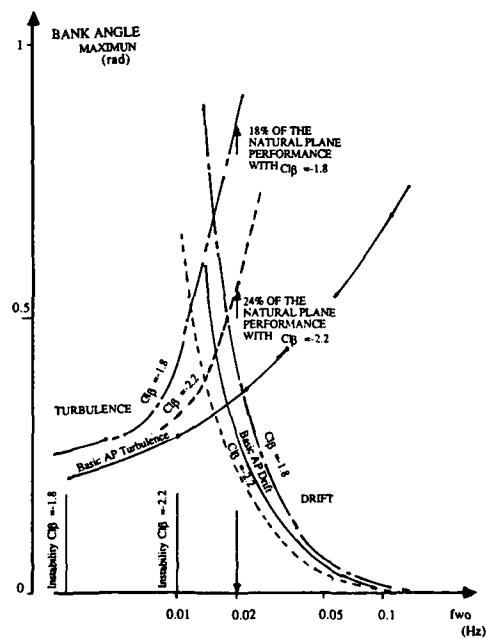 BANK ANGLE
MAXIMUN
(rad)
1
18% OF THE
NATURAL PLANE
PERFORMANCE
WITH Clβ =-1.8
0.5
24% OF THE
NATURAL PLANE
PERFORMANCE
WITH Clβ =-2.2
Clβ =-1.8
Clβ =-2.2
TURBULENCE
Basic AP Turbulence
Clβ =-2.2
Basic AP Drift
Clβ =-1.8
DRIFT
Instability Clβ =-1.8
Instability Clβ =-2.2
0
0.01
0.02
0.05
0.1
fwo
(Hz)